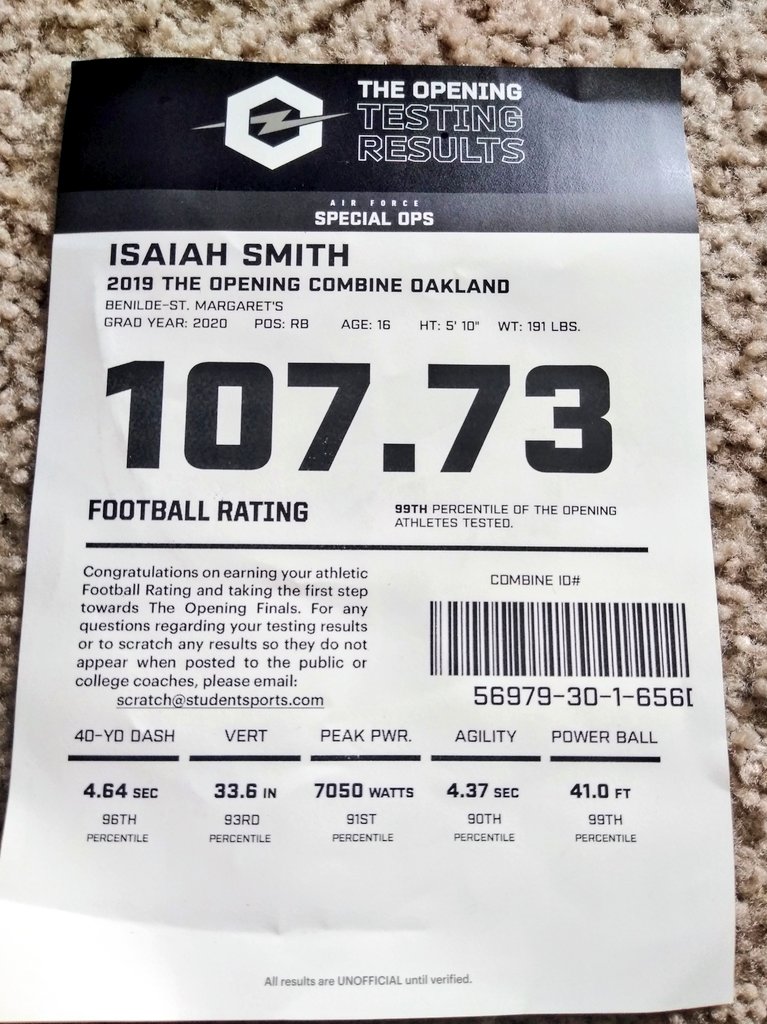 THE OPENING
TESTING
RESULTS
AIR FORCE
SPECIAL OPS
ISAIAH SMITH
2019 THE OPENING COMBINE OAKLAND
BENILDE-ST. MARGARET'S
GRAD YEAR: 2020 POS: RB AGE: 16 HT: 5' 10" WT: 191 LBS.
107.73
FOOTBALL RATING
99TH PERCENTILE OF THE OPENING
ATHLETES TESTED.
Congratulations on earning your athletic
Football Rating and taking the first step
towards The Opening Finals. For any
questions regarding your testing results
or to scratch any results so they do not
appear when posted to the public or
college coaches, please email:
scratch@studentsports.com
COMBINE ID#
56979-30-1-656
40-YD DASH VERT PEAK PWR. AGILITY POWER BALL
4.64 SEC 33.6 IN 7050 WATTS 4.37 SEC 41.0 FT
96TH 93RD 91ST 90TH 99TH
PERCENTILE PERCENTILE PERCENTILE PERCENTILE PERCENTILE
All results are UNOFFICIAL until verified.